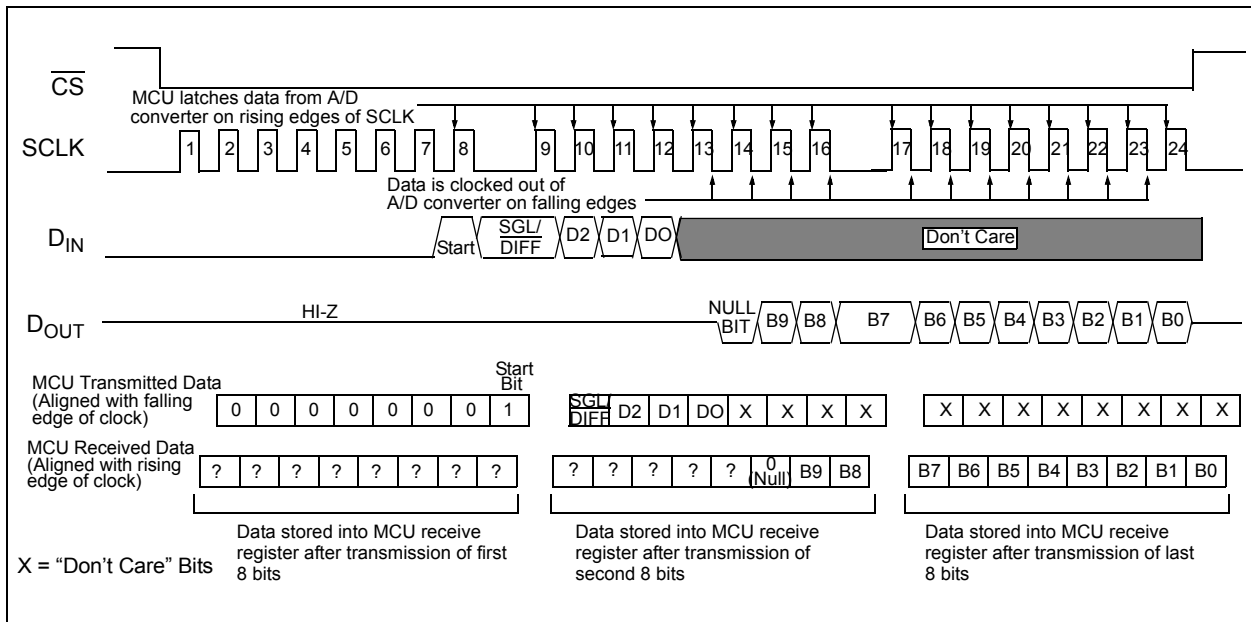 CS
MCU latches data from A/D
converter on rising edges of SCLK
SCLK
1 2 3 4 5 6 7 8 9 10 11 12 13 14 15 16 17 18 19 20 21 22 23 24
Data is clocked out of
A/D converter on falling edges
DIN
Start SGL/DIFF D2 D1 DO Don't Care
HI-Z
DOUT
NULL BIT B9 B8 B7 B6 B5 B4 B3 B2 B1 B0
Start
Bit
MCU Transmitted Data
(Aligned with falling
edge of clock)
0 0 0 0 0 0 0 1 SGL/DIFF D2 D1 DO X X X X X X X X X X X X
MCU Received Data
(Aligned with rising
edge of clock)
? ? ? ? ? ? ? ? ? ? ? ? ? 0 (Null) B9 B8 B7 B6 B5 B4 B3 B2 B1 B0
Data stored into MCU receive
register after transmission of first
8 bits
Data stored into MCU receive
register after transmission of
second 8 bits
Data stored into MCU receive
register after transmission of last
8 bits
X = “Don’t Care” Bits